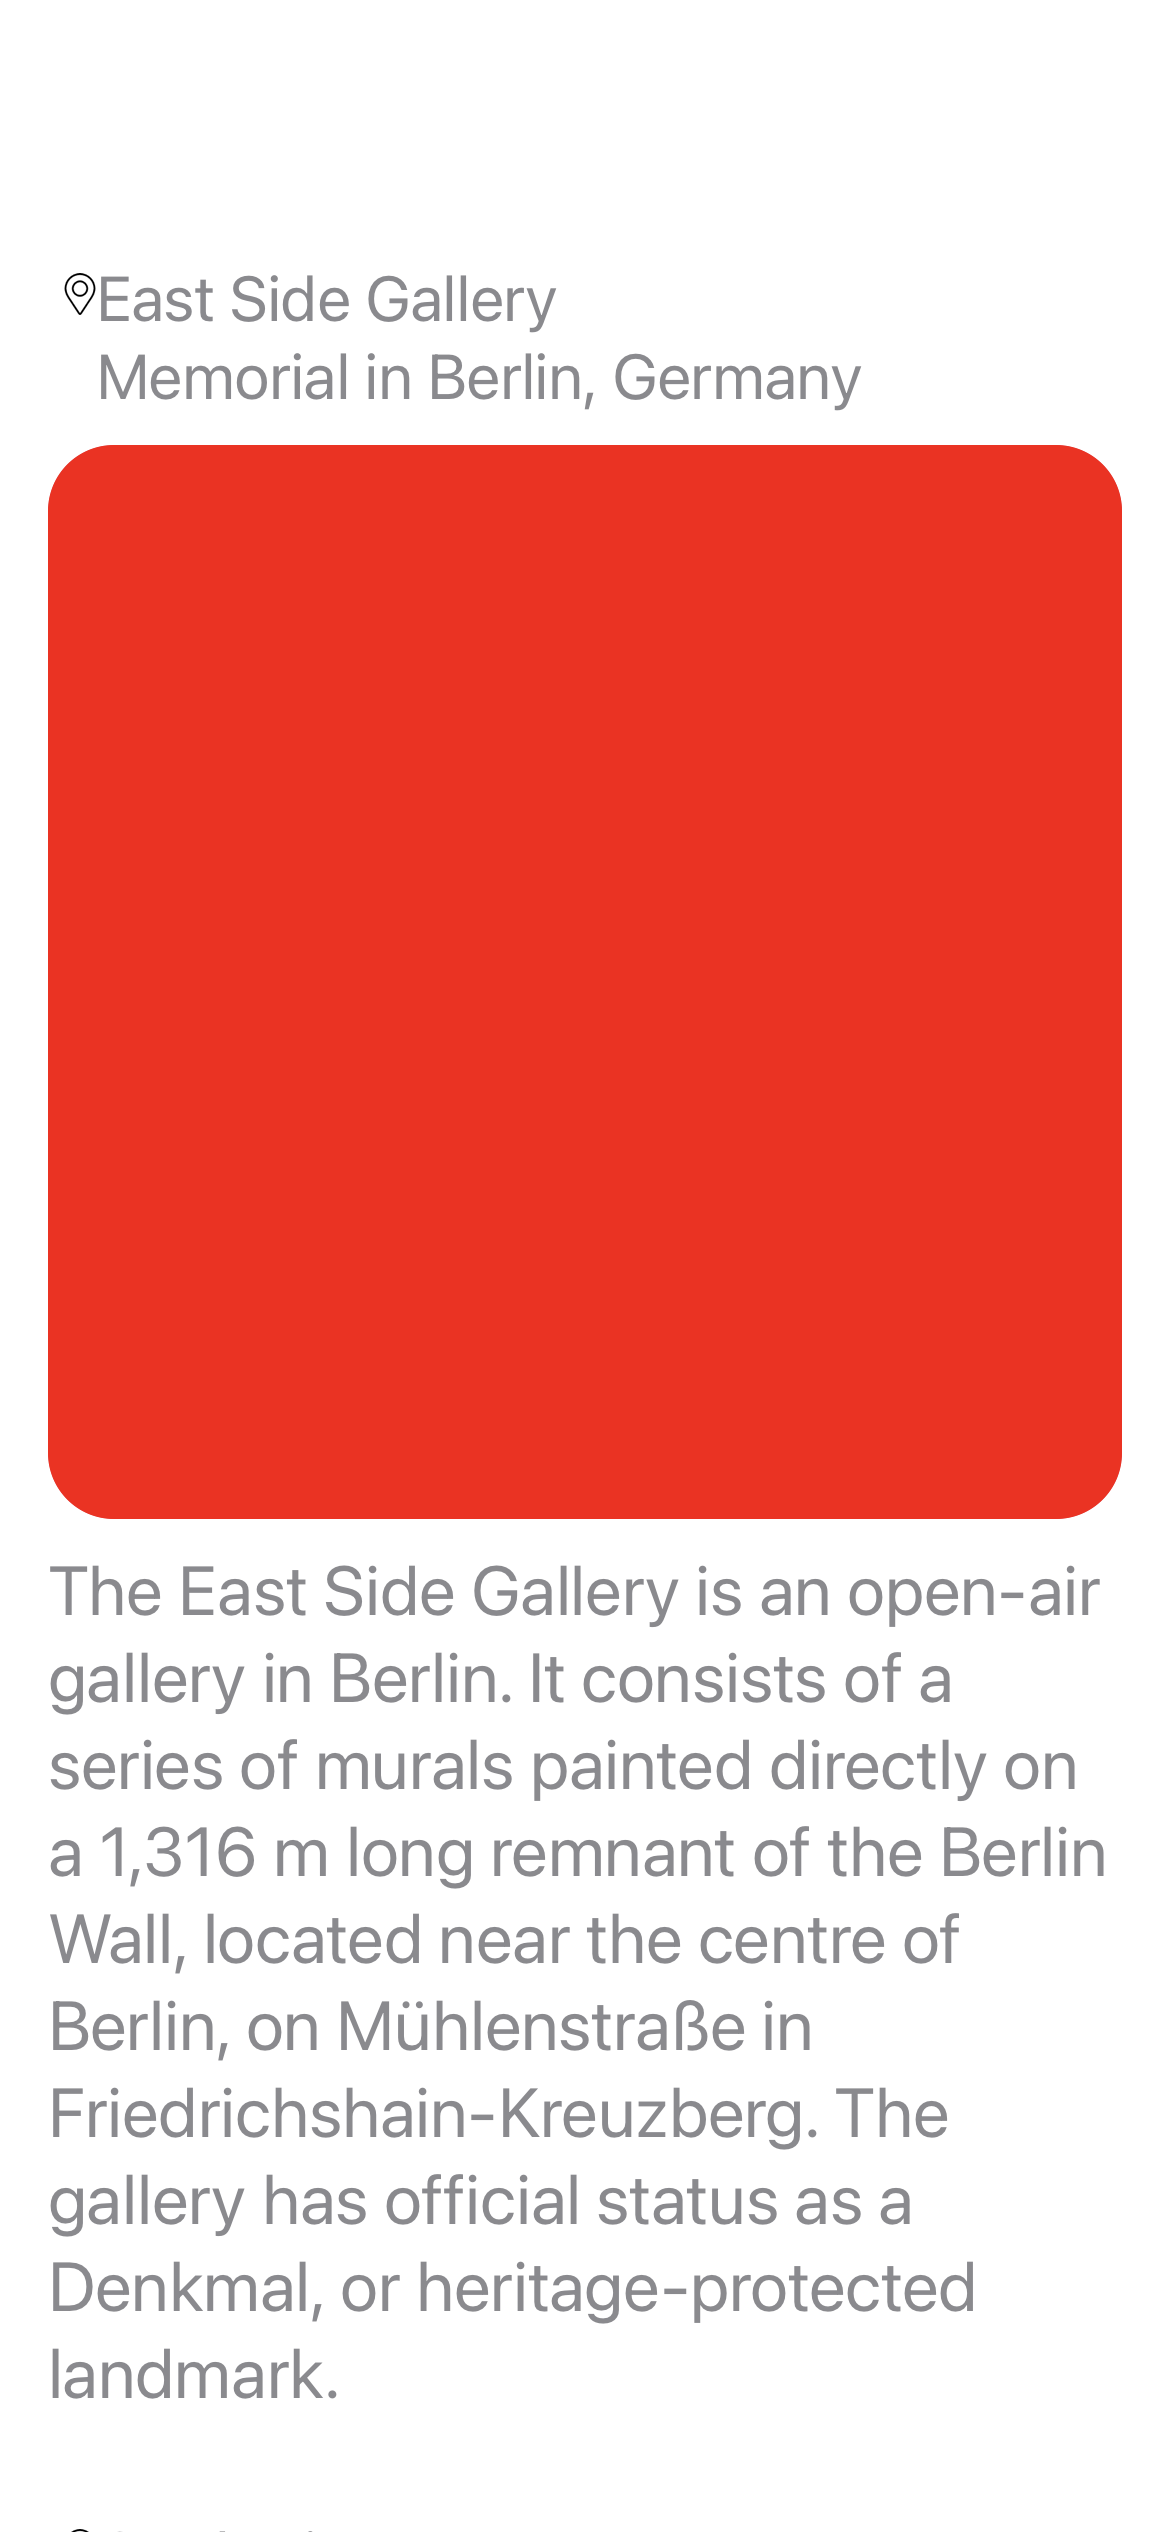 East Side Gallery
Memorial in Berlin, Germany
The East Side Gallery is an open-air
gallery in Berlin. It consists of a
series of murals painted directly on
a 1,316 m long remnant of the Berlin
Wall, located near the centre of
Berlin, on Mühlenstraße in
Friedrichshain-Kreuzberg. The
gallery has official status as a
Denkmal, or heritage-protected
landmark.